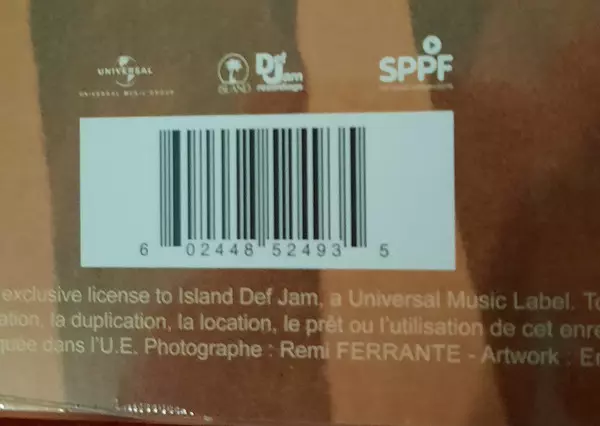 UNIVERSAL
UNIVERSAL MUSIC GROUP
ISLAND
Def Jam
recordings
SPPF
6 02448 52493 5
exclusive license to Island Def Jam, a Universal Music Label. To
ation, la duplication, la location, le prêt ou l'utilisation de cet enre
quée dans l'U.E. Photographe : Remi FERRANTE - Artwork : En